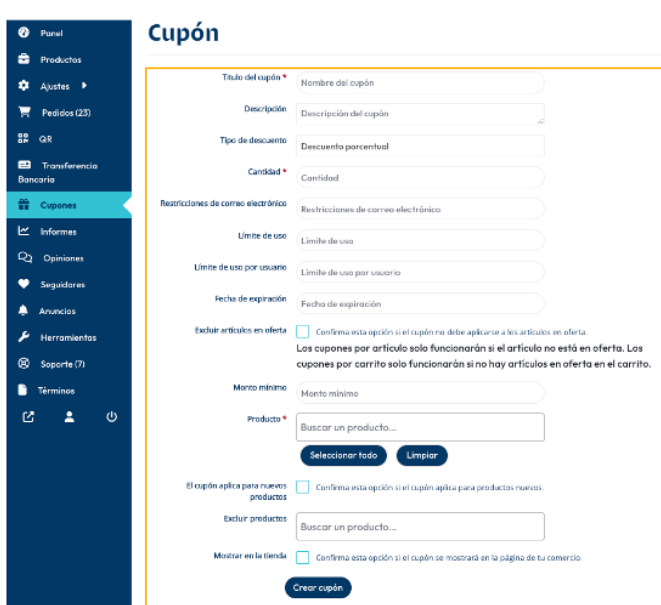 Panel
Productos
Ajustes
Pedidos (23)
QR
Transferencia
Bancaria
Cupones
Informes
Opiniones
Seguidores
Anuncios
Herramientas
Soporte (7)
Términos
Cupón
Título del cupón *
Nombre del cupón
Descripción
Descripción del cupón
Tipo de descuento
Descuento porcentual
Cantidad *
Cantidad
Restricciones de correo electrónico
Restricciones de correo electrónico
Límite de uso
Límite de uso
Límite de uso por usuario
Límite de uso por usuario
Fecha de expiración
Fecha de expiración
Excluir artículos en oferta
Confirma esta opción si el cupón no debe aplicarse a los artículos en oferta.
Los cupones por artículo solo funcionarán si el artículo no está en oferta. Los
cupones por carrito solo funcionarán si no hay artículos en oferta en el carrito.
Monto mínimo
Monto mínimo
Producto *
Buscar un producto...
Seleccionar todo
Limpiar
El cupón aplica para nuevos
productos
Confirma esta opción si el cupón aplica para productos nuevos.
Excluir productos
Buscar un producto...
Mostrar en la tienda
Confirma esta opción si el cupón se mostrará en la página de tu comercio.
Crear cupón